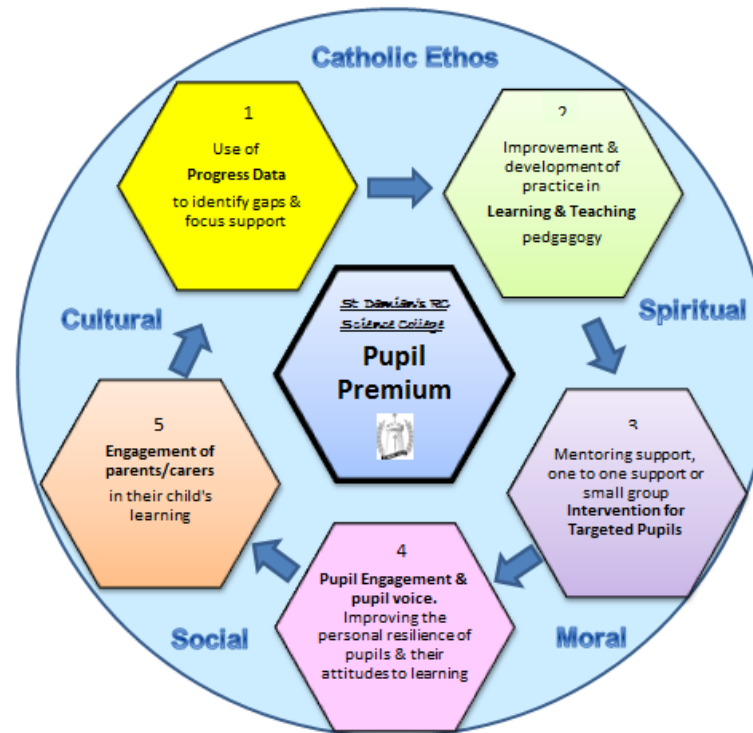 Catholic Ethos
1
Use of
Progress Data
to identify gaps &
focus support
2
Improvement &
development of
practice in
Learning & Teaching
pedgagogy
Cultural
St Damian's RC
Science College
Pupil
Premium
Spiritual
5
Engagement of
parents/carers
in their child's
learning
3
Mentoring support,
one to one support or
small group
Intervention for
Targeted Pupils
4
Pupil Engagement &
pupil voice.
Improving the
personal resilience of
pupils & their
attitudes to learning
Social
Moral